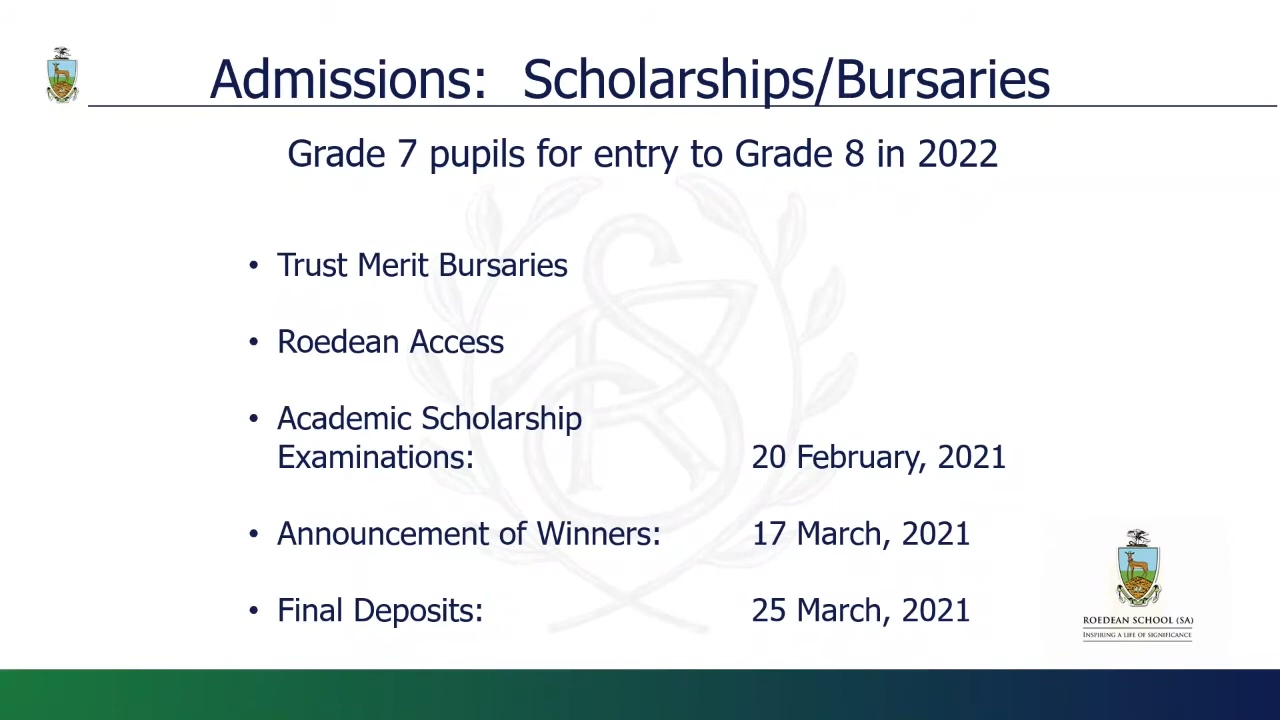 Admissions: Scholarships/Bursaries
Grade 7 pupils for entry to Grade 8 in 2022
• Trust Merit Bursaries
• Roedean Access
• Academic Scholarship
Examinations: 20 February, 2021
• Announcement of Winners: 17 March, 2021
• Final Deposits: 25 March, 2021
ROEDEAN SCHOOL (SA)
INSPIRING A LIFE OF SIGNIFICANCE